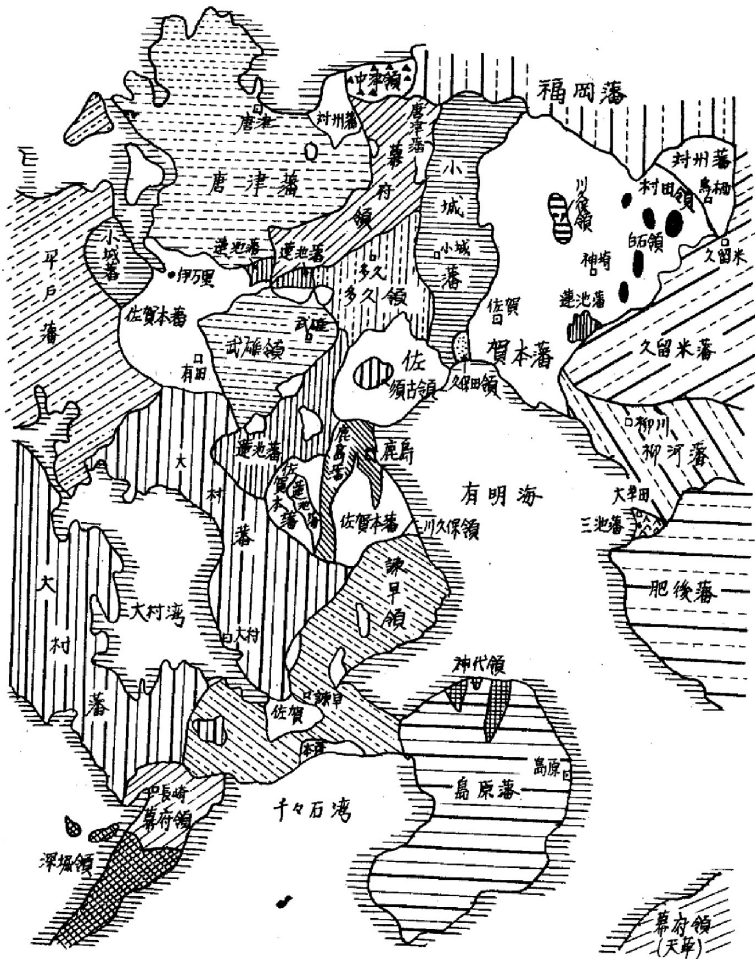 中津領
福岡藩
唐津
対州藩
唐津藩
幕府領
小城藩
対州藩
鳥栖
村田領
川久保領
唐津藩
白石領
神埼
久留米
小城藩
伊万里
蓮池藩
蓮池藩
多久
多久領
小城
佐賀
蓮池藩
平戸藩
佐賀本藩
武雄
武雄領
佐賀本藩
久留米藩
有田
須古領
久保田領
柳川
柳河藩
大村藩
蓮池藩
鹿島藩
鹿島
佐賀本藩
蓮池藩
有明海
大牟田
三池藩
佐賀本藩
川久保領
諫早領
肥後藩
大村藩
大村湾
大村
神代領
諫早
佐賀
本藩
島原
島原藩
長崎
幕府領
千々石湾
深堀領
幕府領
(天草)